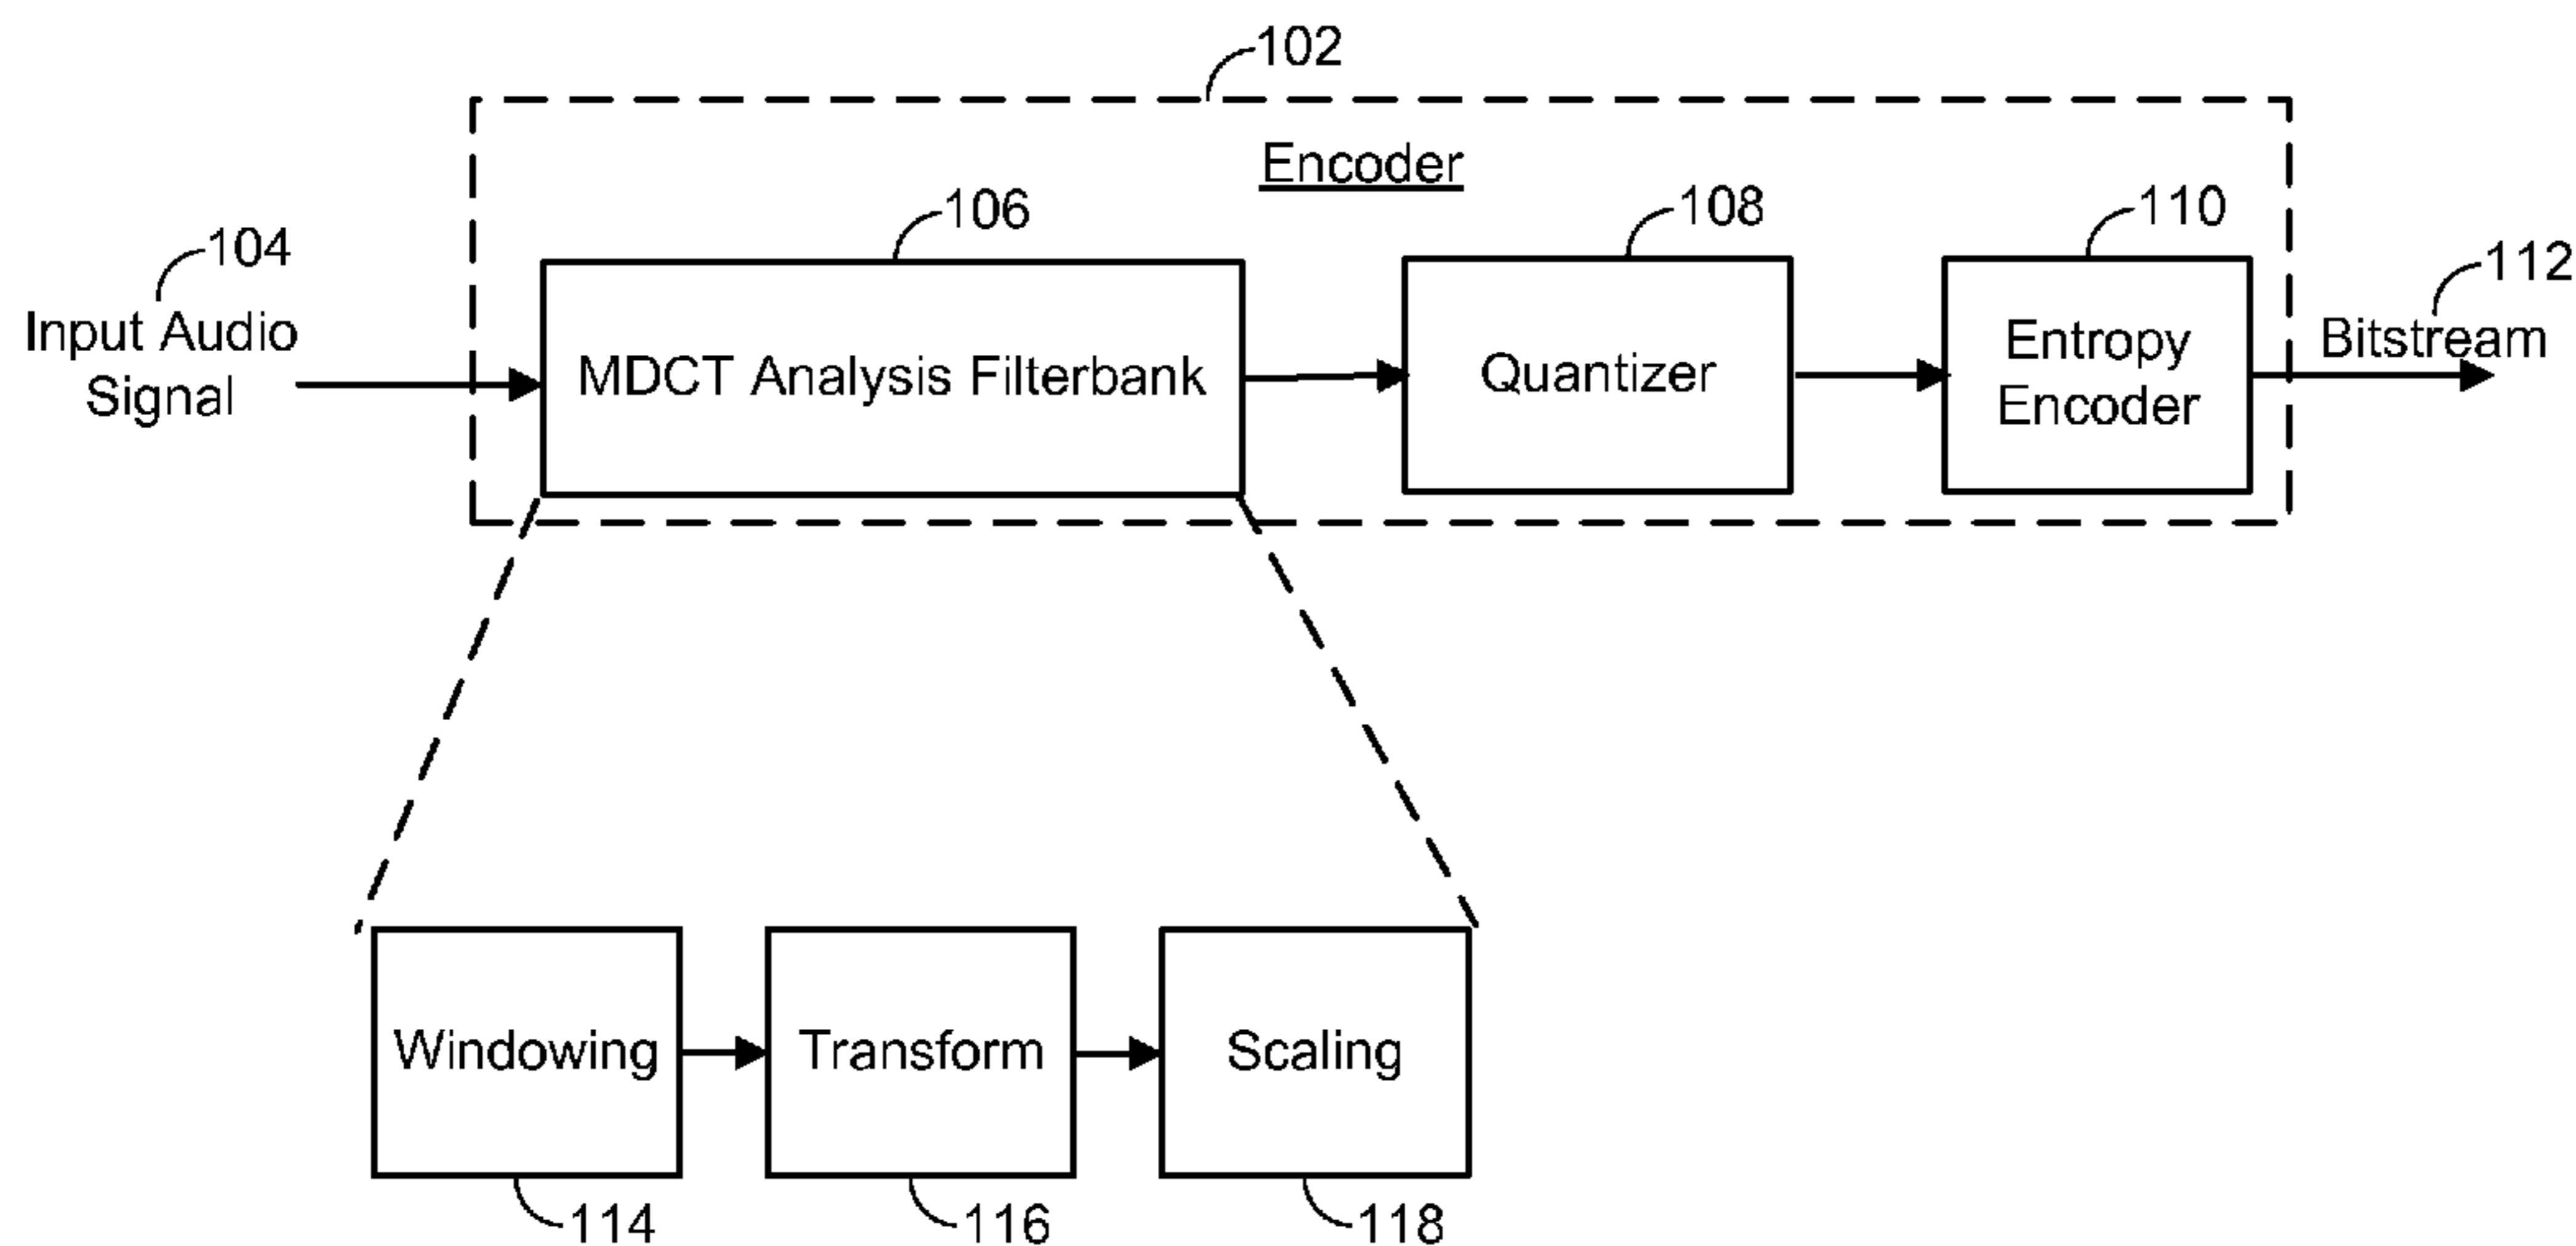 102
Encoder
106
108
110
104
112
Input Audio
Signal
MDCT Analysis Filterbank
Quantizer
Entropy
Encoder
Bitstream
Windowing
Transform
Scaling
114
116
118